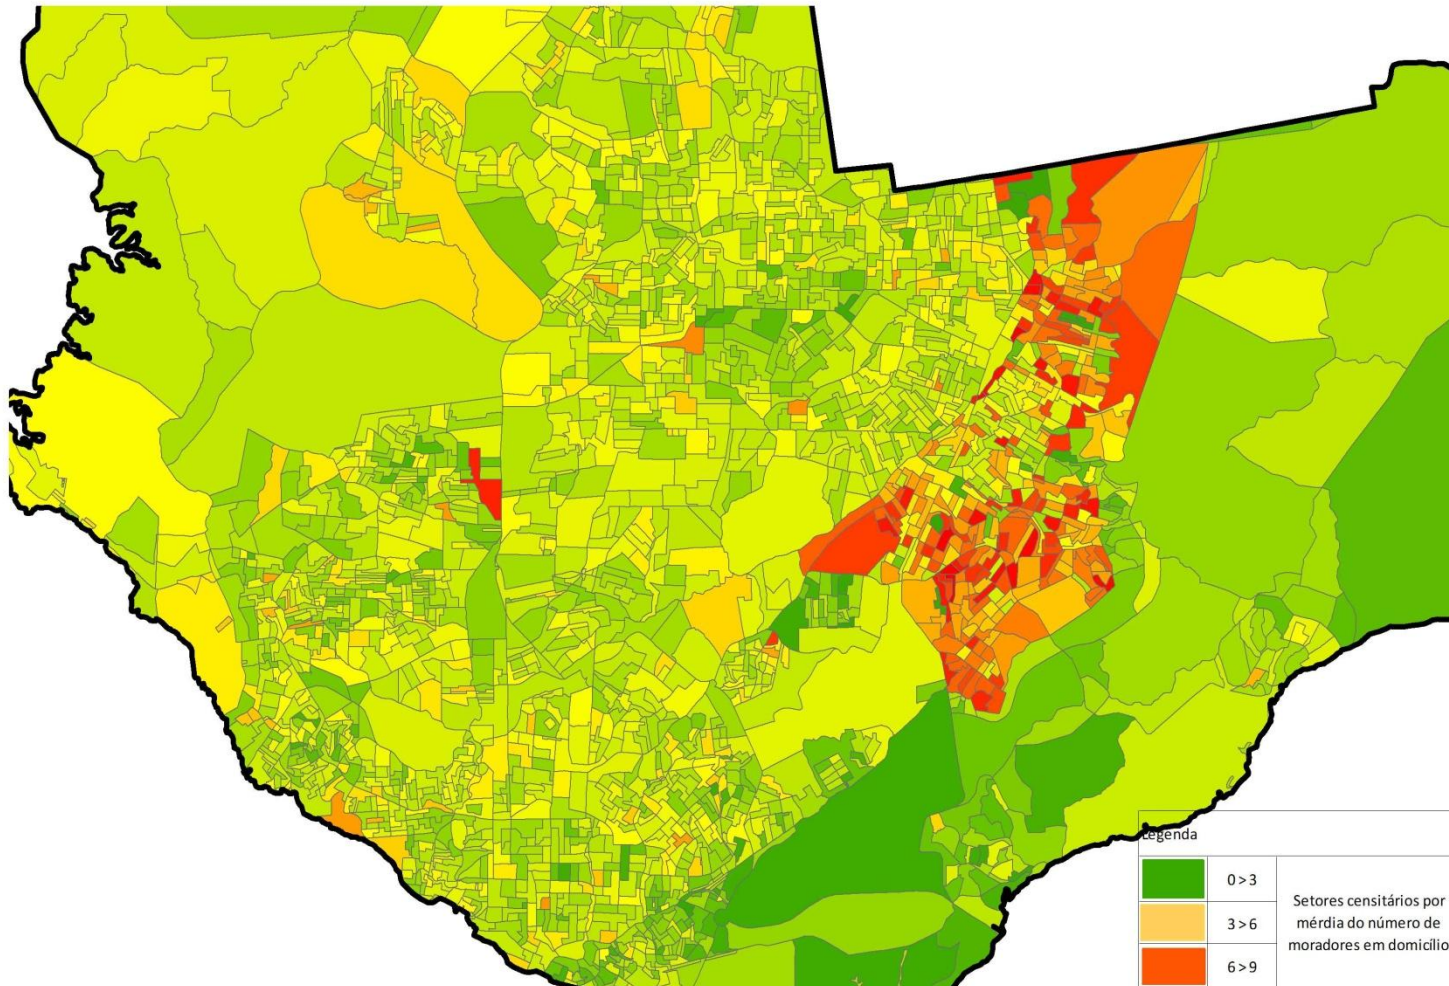 Legenda
0 > 3
3 > 6
6 > 9
Setores censitários por
mérdia do número de
moradores em domicílio